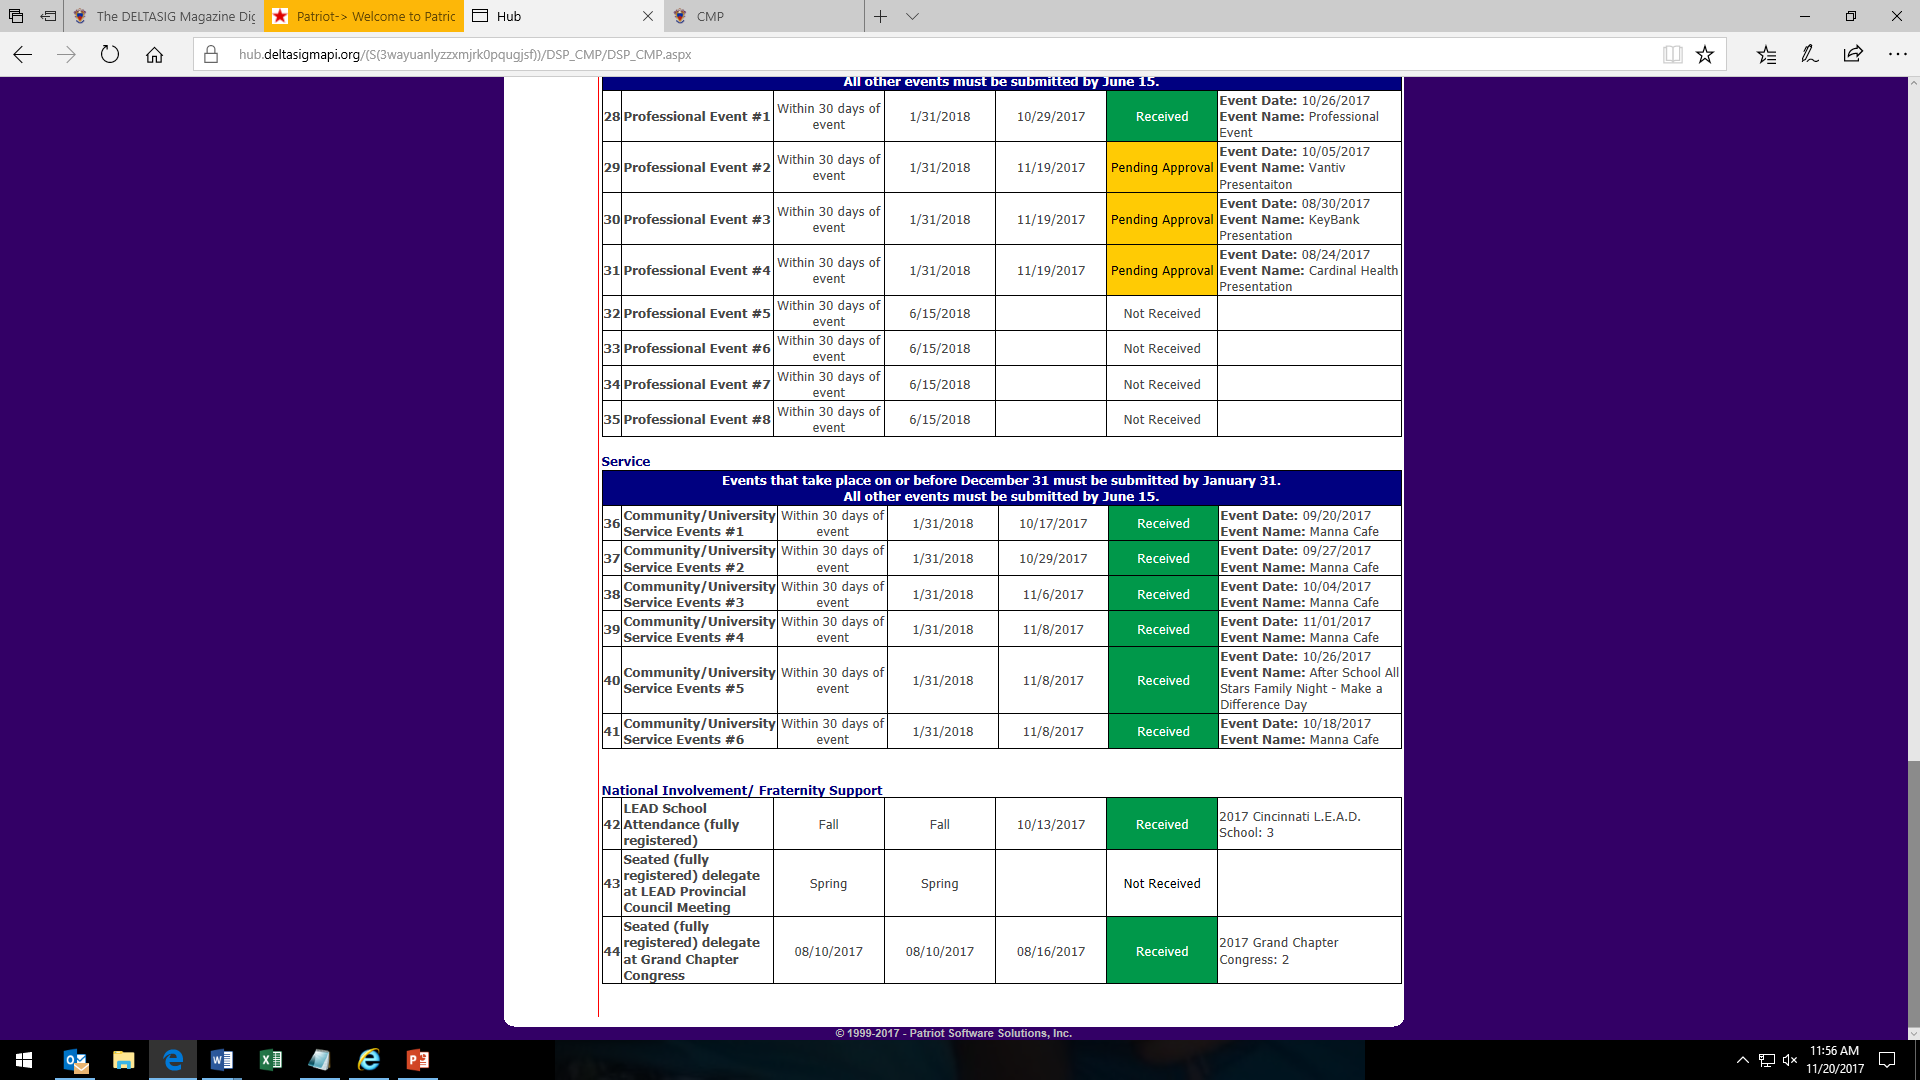 The DELTASIG Magazine Dig
Patriot-> Welcome to Patric
Hub
CMP
hub.deltasigmapi.org/(S(3wayuanlyzzxmjrk0pqugjsf))/DSP_CMP/DSP_CMP.aspx
All other events must be submitted by June 15.
28 Professional Event #1 Within 30 days of event 1/31/2018 10/29/2017 Received Event Date: 10/26/2017 Event Name: Professional Event
29 Professional Event #2 Within 30 days of event 1/31/2018 11/19/2017 Pending Approval Event Date: 10/05/2017 Event Name: Vantiv Presentaiton
30 Professional Event #3 Within 30 days of event 1/31/2018 11/19/2017 Pending Approval Event Date: 08/30/2017 Event Name: KeyBank Presentation
31 Professional Event #4 Within 30 days of event 1/31/2018 11/19/2017 Pending Approval Event Date: 08/24/2017 Event Name: Cardinal Health Presentation
32 Professional Event #5 Within 30 days of event 6/15/2018 Not Received
33 Professional Event #6 Within 30 days of event 6/15/2018 Not Received
34 Professional Event #7 Within 30 days of event 6/15/2018 Not Received
35 Professional Event #8 Within 30 days of event 6/15/2018 Not Received
Service
Events that take place on or before December 31 must be submitted by January 31.
All other events must be submitted by June 15.
36 Community/University Service Events #1 Within 30 days of event 1/31/2018 10/17/2017 Received Event Date: 09/20/2017 Event Name: Manna Cafe
37 Community/University Service Events #2 Within 30 days of event 1/31/2018 10/29/2017 Received Event Date: 09/27/2017 Event Name: Manna Cafe
38 Community/University Service Events #3 Within 30 days of event 1/31/2018 11/6/2017 Received Event Date: 10/04/2017 Event Name: Manna Cafe
39 Community/University Service Events #4 Within 30 days of event 1/31/2018 11/8/2017 Received Event Date: 11/01/2017 Event Name: Manna Cafe
40 Community/University Service Events #5 Within 30 days of event 1/31/2018 11/8/2017 Received Event Date: 10/26/2017 Event Name: After School All Stars Family Night - Make a Difference Day
41 Community/University Service Events #6 Within 30 days of event 1/31/2018 11/8/2017 Received Event Date: 10/18/2017 Event Name: Manna Cafe
National Involvement/ Fraternity Support
42 LEAD School Attendance (fully registered) Fall Fall 10/13/2017 Received 2017 Cincinnati L.E.A.D. School: 3
43 Seated (fully registered) delegate at LEAD Provincial Council Meeting Spring Spring Not Received
44 Seated (fully registered) delegate at Grand Chapter Congress 08/10/2017 08/10/2017 08/16/2017 Received 2017 Grand Chapter Congress: 2
© 1999-2017 - Patriot Software Solutions, Inc.
11:56 AM
11/20/2017